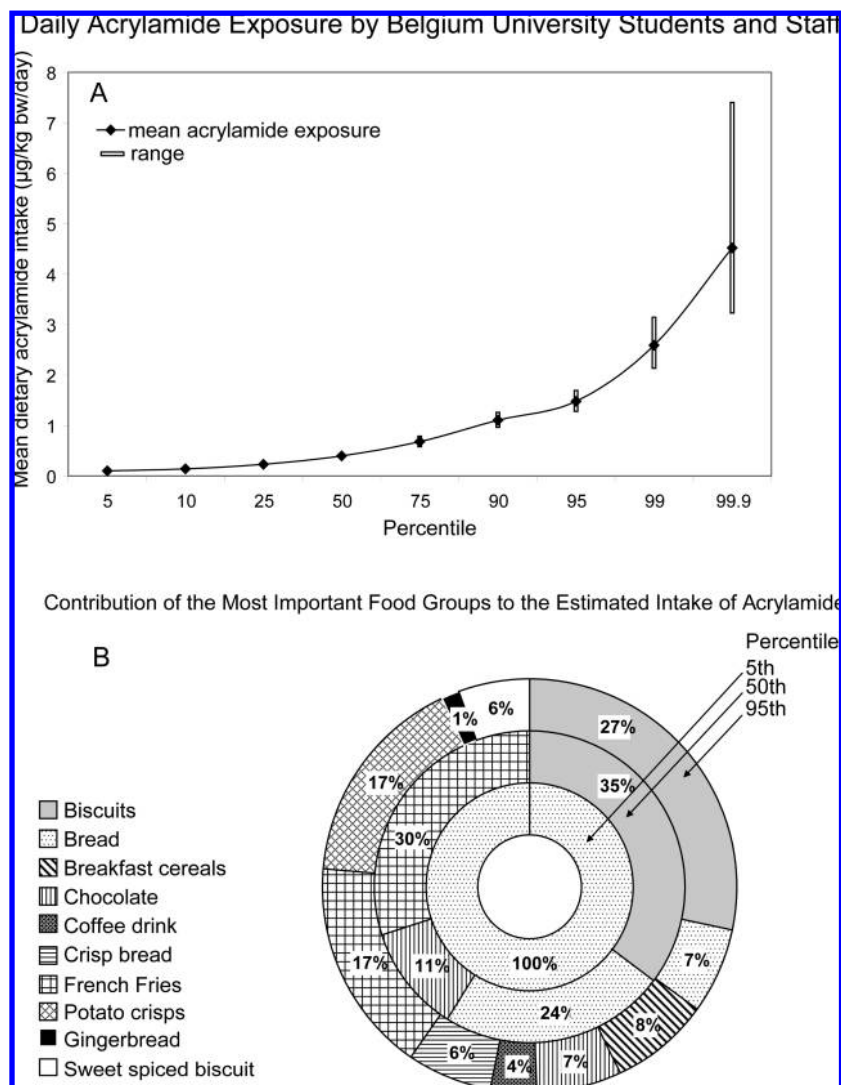 Daily Acrylamide Exposure by Belgium University Students and Staff
Mean dietary acrylamide intake (µg/kg bw/day)
A
mean acrylamide exposure
range
8
7
6
5
4
3
2
1
0
5 10 25 50 75 90 95 99 99.9
Percentile
Contribution of the Most Important Food Groups to the Estimated Intake of Acrylamide
B
Percentile
5th
50th
95th
6%
1%
27%
17%
35%
30%
11%
100%
7%
17%
24%
8%
6%
4%
7%
Biscuits
Bread
Breakfast cereals
Chocolate
Coffee drink
Crisp bread
French Fries
Potato crisps
Gingerbread
Sweet spiced biscuit